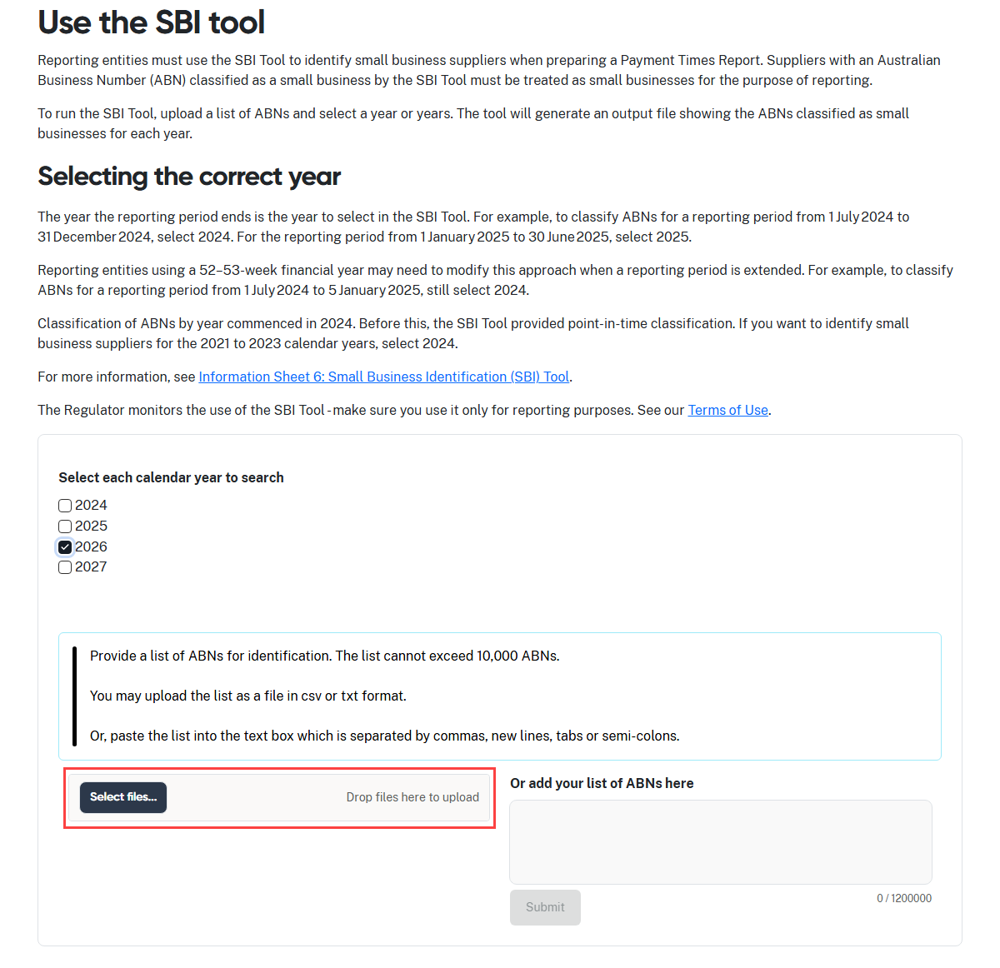 Use the SBI tool
Reporting entities must use the SBI Tool to identify small business suppliers when preparing a Payment Times Report. Suppliers with an Australian
Business Number (ABN) classified as a small business by the SBI Tool must be treated as small businesses for the purpose of reporting.
To run the SBI Tool, upload a list of ABNs and select a year or years. The tool will generate an output file showing the ABNs classified as small
businesses for each year.
Selecting the correct year
The year the reporting period ends is the year to select in the SBI Tool. For example, to classify ABNs for a reporting period from 1 July 2024 to
31 December 2024, select 2024. For the reporting period from 1 January 2025 to 30 June 2025, select 2025.
Reporting entities using a 52–53-week financial year may need to modify this approach when a reporting period is extended. For example, to classify
ABNs for a reporting period from 1 July 2024 to 5 January 2025, still select 2024.
Classification of ABNs by year commenced in 2024. Before this, the SBI Tool provided point-in-time classification. If you want to identify small
business suppliers for the 2021 to 2023 calendar years, select 2024.
For more information, see Information Sheet 6: Small Business Identification (SBI) Tool.
The Regulator monitors the use of the SBI Tool - make sure you use it only for reporting purposes. See our Terms of Use.
Select each calendar year to search
2024
2025
2026
2027
Provide a list of ABNs for identification. The list cannot exceed 10,000 ABNs.
You may upload the list as a file in csv or txt format.
Or, paste the list into the text box which is separated by commas, new lines, tabs or semi-colons.
Select files...
Drop files here to upload
Or add your list of ABNs here
0 / 1200000
Submit